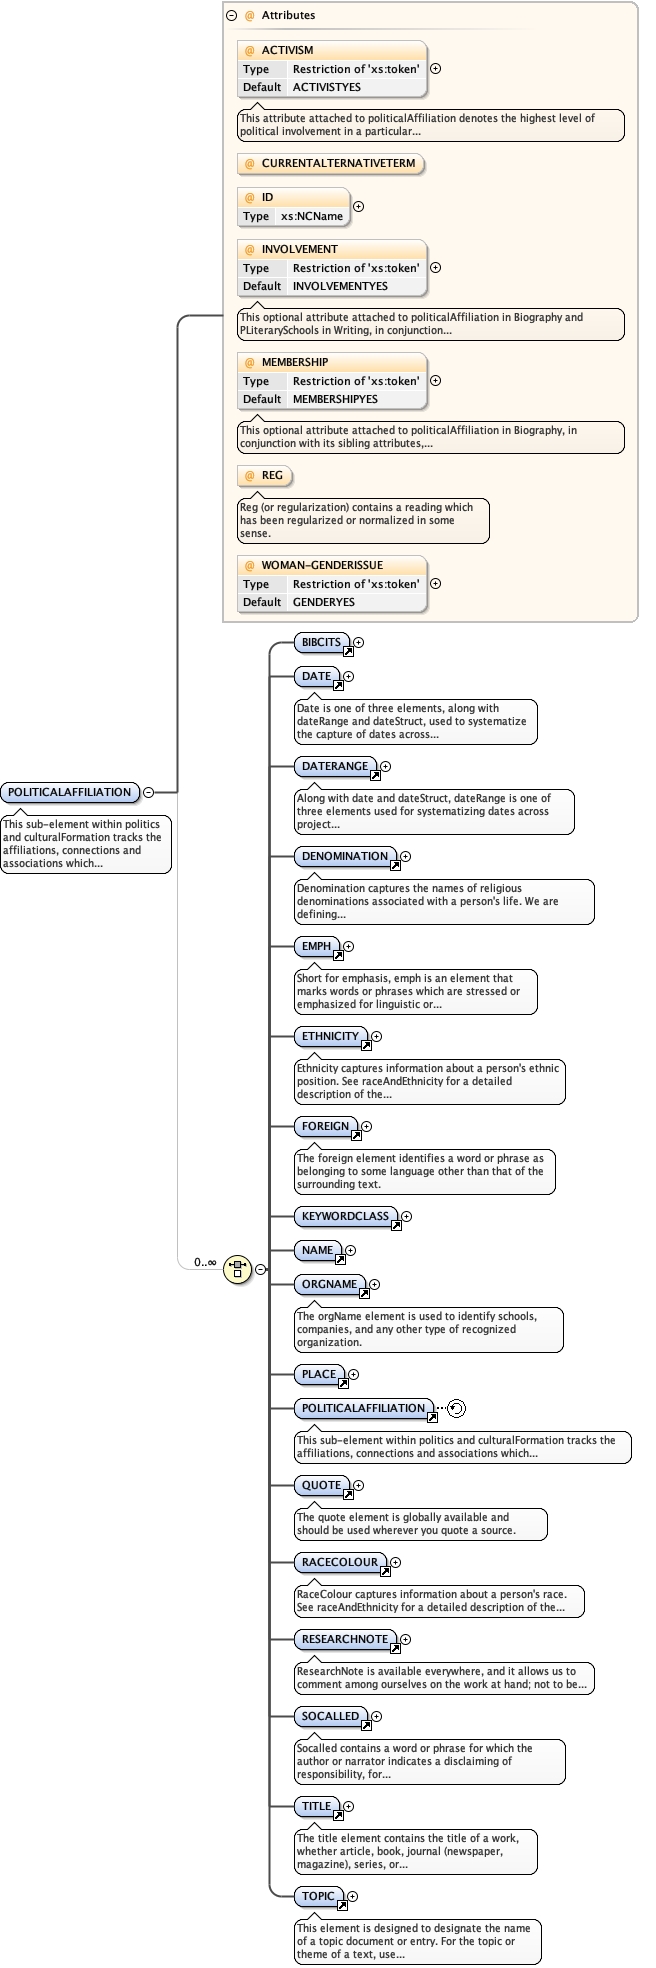 @ Attributes
@ ACTIVISM
Type Restriction of 'xs:token'
Default ACTIVISTYES
This attribute attached to politicalAffiliation denotes the highest level of
political involvement in a particular...
@ CURRENTALTERNATIVETERM
@ ID
Type xs:NCName
@ INVOLVEMENT
Type Restriction of 'xs:token'
Default INVOLVEMENTYES
This optional attribute attached to politicalAffiliation in Biography and
PLiterarySchools in Writing, in conjunction...
@ MEMBERSHIP
Type Restriction of 'xs:token'
Default MEMBERSHIPYES
This optional attribute attached to politicalAffiliation in Biography, in
conjunction with its sibling attributes,...
@ REG
Reg (or regularization) contains a reading which
has been regularized or normalized in some
sense.
@ WOMAN-GENDERISSUE
Type Restriction of 'xs:token'
Default GENDERYES
POLITICALAFFILIATION
This sub-element within politics
and culturalFormation tracks the
affiliations, connections and
associations which...
0..∞
BIBCITS
DATE
Date is one of three elements, along with
dateRange and dateStruct, used to systematize
the capture of dates across...
DATERANGE
Along with date and dateStruct, dateRange is one of
three elements used for systematizing dates across
project...
DENOMINATION
Denomination captures the names of religious
denominations associated with a person's life. We are
defining...
EMPH
Short for emphasis, emph is an element that
marks words or phrases which are stressed or
emphasized for linguistic or...
ETHNICITY
Ethnicity captures information about a person's ethnic
position. See raceAndEthnicity for a detailed
description of the...
FOREIGN
The foreign element identifies a word or phrase as
belonging to some language other than that of the
surrounding text.
KEYWORDCLASS
NAME
ORGNAME
The orgName element is used to identify schools,
companies, and any other type of recognized
organization.
PLACE
POLITICALAFFILIATION
This sub-element within politics and culturalFormation tracks the
affiliations, connections and associations which...
QUOTE
The quote element is globally available and
should be used wherever you quote a source.
RACECOLOUR
RaceColour captures information about a person's race.
See raceAndEthnicity for a detailed description of the...
RESEARCHNOTE
ResearchNote is available everywhere, and it allows us to
comment among ourselves on the work at hand; not to be...
SOCALLED
Socalled contains a word or phrase for which the
author or narrator indicates a disclaiming of
responsibility, for...
TITLE
The title element contains the title of a work,
whether article, book, journal (newspaper,
magazine), series, or...
TOPIC
This element is designed to designate the name
of a topic document or entry. For the topic or
theme of a text, use...